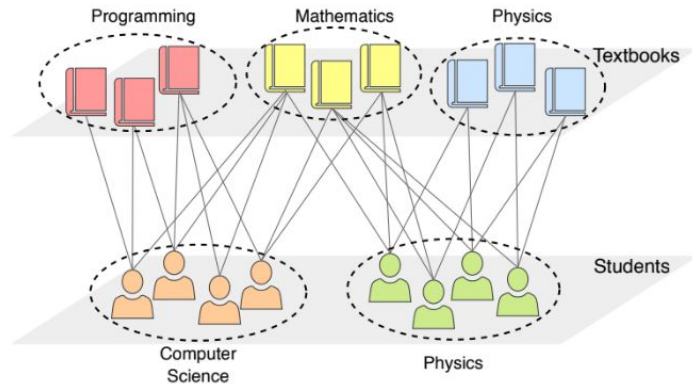 Programming
Mathematics
Physics
Textbooks
Students
Computer
Science
Physics